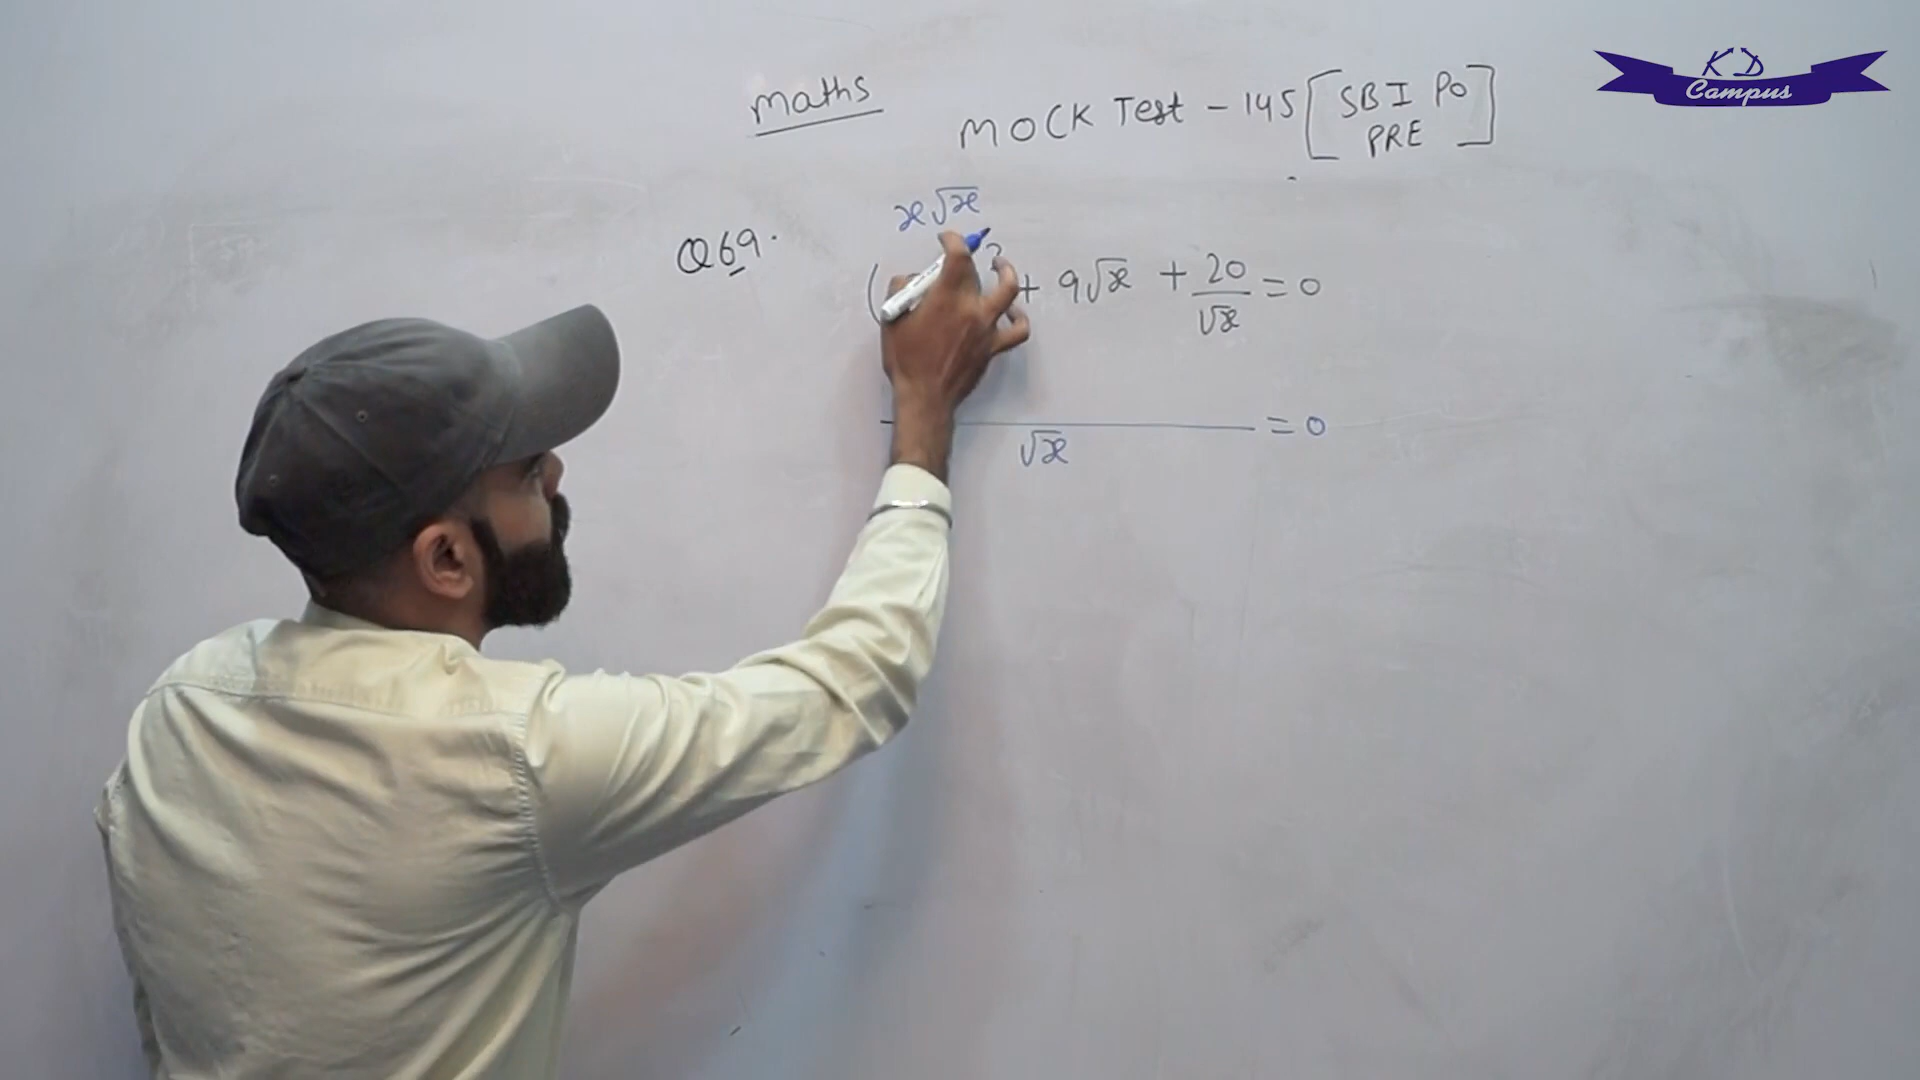 KD
Campus
Maths
MOCK Test - 145 [SBI PO
PRE]
x√x
Q69.
( + 9√x + 20/√x = 0
√x = 0